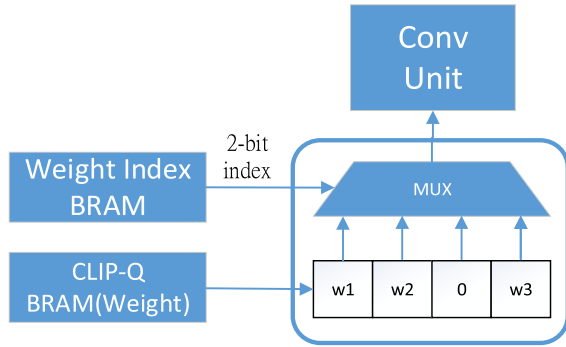 Conv
Unit
2-bit
index
Weight Index
BRAM
MUX
CLIP-Q
BRAM(Weight)
w1 w2 0 w3